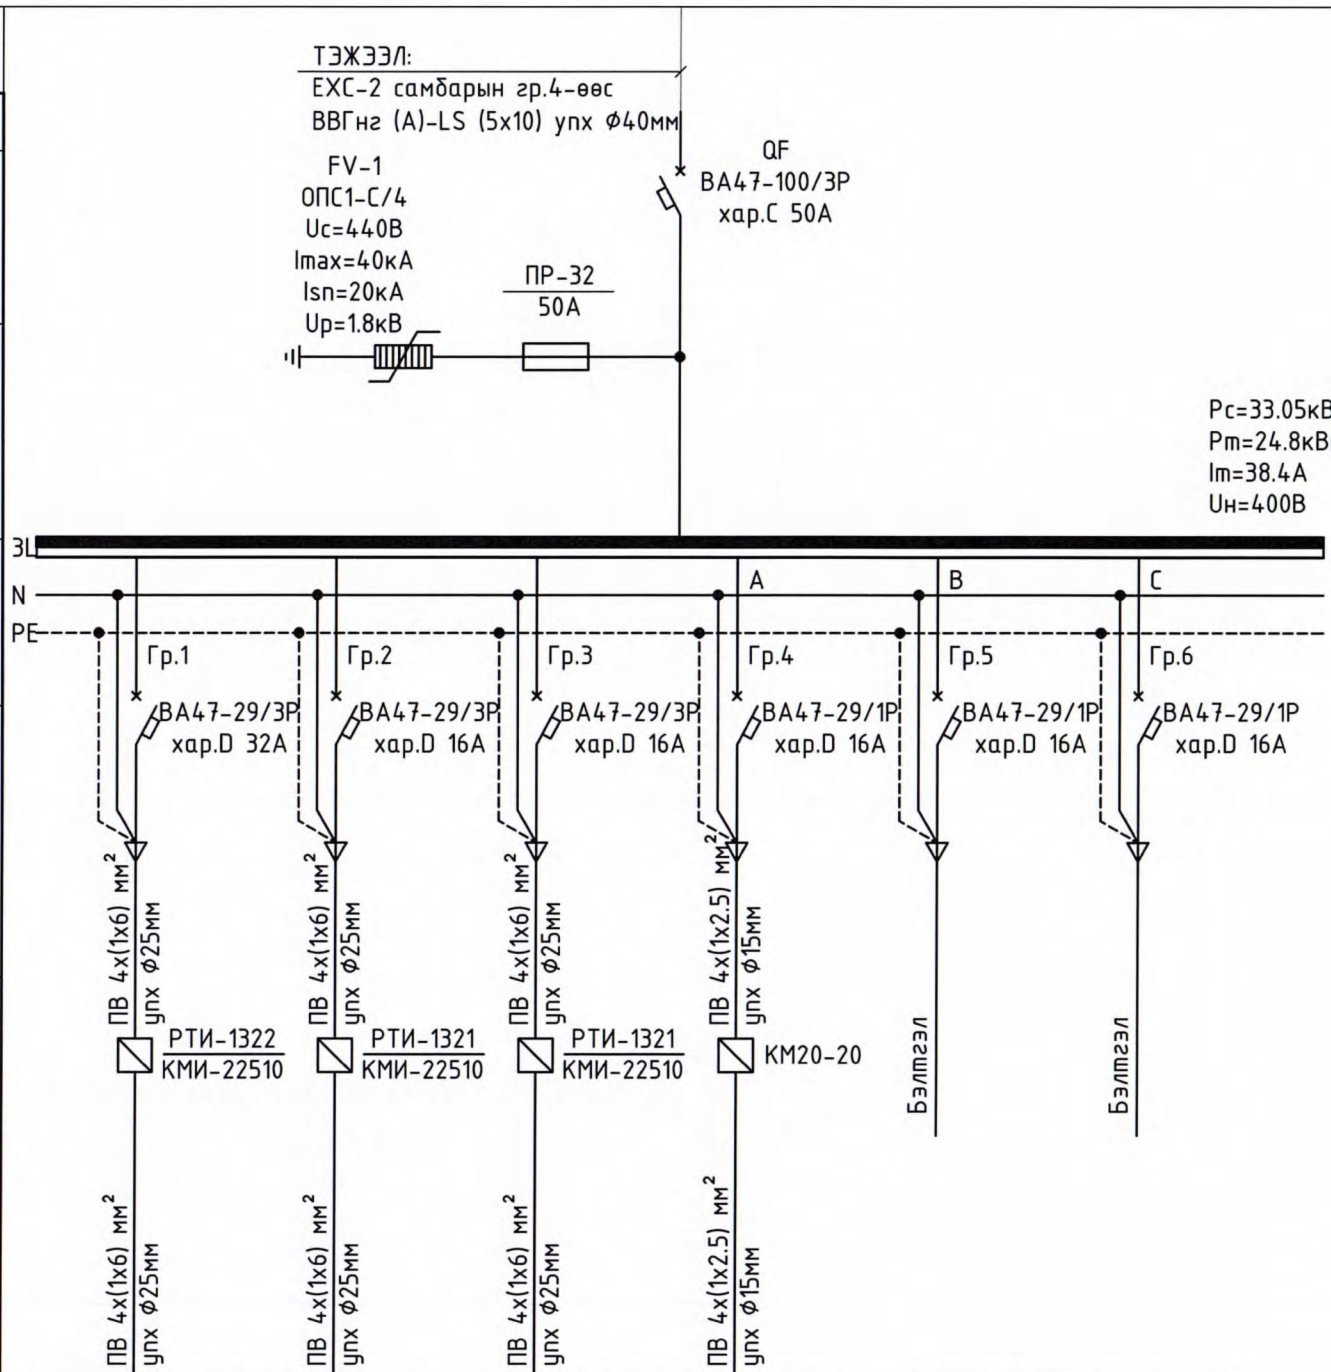 ТЭЖЭЭЛ:
ЕХС-2 самбарын гр.4-өөс
ВВГнг (А)-LS (5х10) упх Ф40мм
FV-1
ОПС1-С/4
Uc=440В
Imax=40кА
Isn=20кА
Up=1.8кВ
ПР-32
50А
QF
ВА47-100/3Р
хар.С 50А
Рс=33.05кВ
Рт=24.8кВ
Iт=38.4А
Uн=400В
3L
N
PE
A
B
C
Гр.1
Гр.2
Гр.3
Гр.4
Гр.5
Гр.6
ВА47-29/3Р
хар.D 32А
ВА47-29/3Р
хар.D 16А
ВА47-29/3Р
хар.D 16А
ВА47-29/1Р
хар.D 16А
ВА47-29/1Р
хар.D 16А
ВА47-29/1Р
хар.D 16А
ПВ 4х(1х6) мм²
упх ф25мм
ПВ 4х(1х6) мм²
упх ф25мм
ПВ 4х(1х6) мм²
упх ф25мм
ПВ 4х(1х2.5) мм²
упх ф15мм
РТИ-1322
КМИ-22510
РТИ-1321
КМИ-22510
РТИ-1321
КМИ-22510
КМ20-20
Бэлтгэл
Бэлтгэл
ПВ 4х(1х6) мм²
упх ф25мм
ПВ 4х(1х6) мм²
упх ф25мм
ПВ 4х(1х6) мм²
упх ф25мм
ПВ 4х(1х2.5) мм²
упх ф15мм